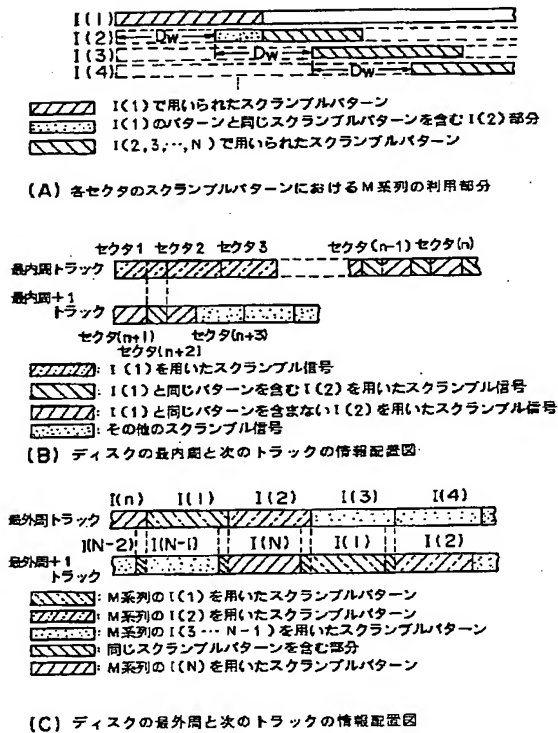 I(1)
I(2) Dw
I(3) Dw
I(4) Dw
I(1)で用いられたスクランブルパターン
I(1)のパターンと同じスクランブルパターンを含むI(2)部分
I(2,3,…,N)で用いられたスクランブルパターン
(A) 各セクタのスクランブルパターンにおけるM系列の利用部分
セクタ1 セクタ2 セクタ3 セクタ(n-1) セクタ(n)
最内周トラック
最内周+1
トラック
セクタ(n+1) セクタ(n+3)
セクタ(n+2)
:I(1)を用いたスクランブル信号
:I(1)と同じパターンを含むI(2)を用いたスクランブル信号
:I(1)と同じパターンを含まないI(2)を用いたスクランブル信号
:その他のスクランブル信号
(B) ディスクの最内周と次のトラックの情報配置図
I(n) I(1) I(2) I(3) I(4)
最外周トラック
I(N-2) I(N-1) I(N) I(1) I(2)
最外周+1
トラック
:M系列のI(1)を用いたスクランブルパターン
:M系列のI(2)を用いたスクランブルパターン
:M系列のI(3…N-1)を用いたスクランブルパターン
:同じスクランブルパターンを含む部分
:M系列のI(N)を用いたスクランブルパターン
(C) ディスクの最外周と次のトラックの情報配置図